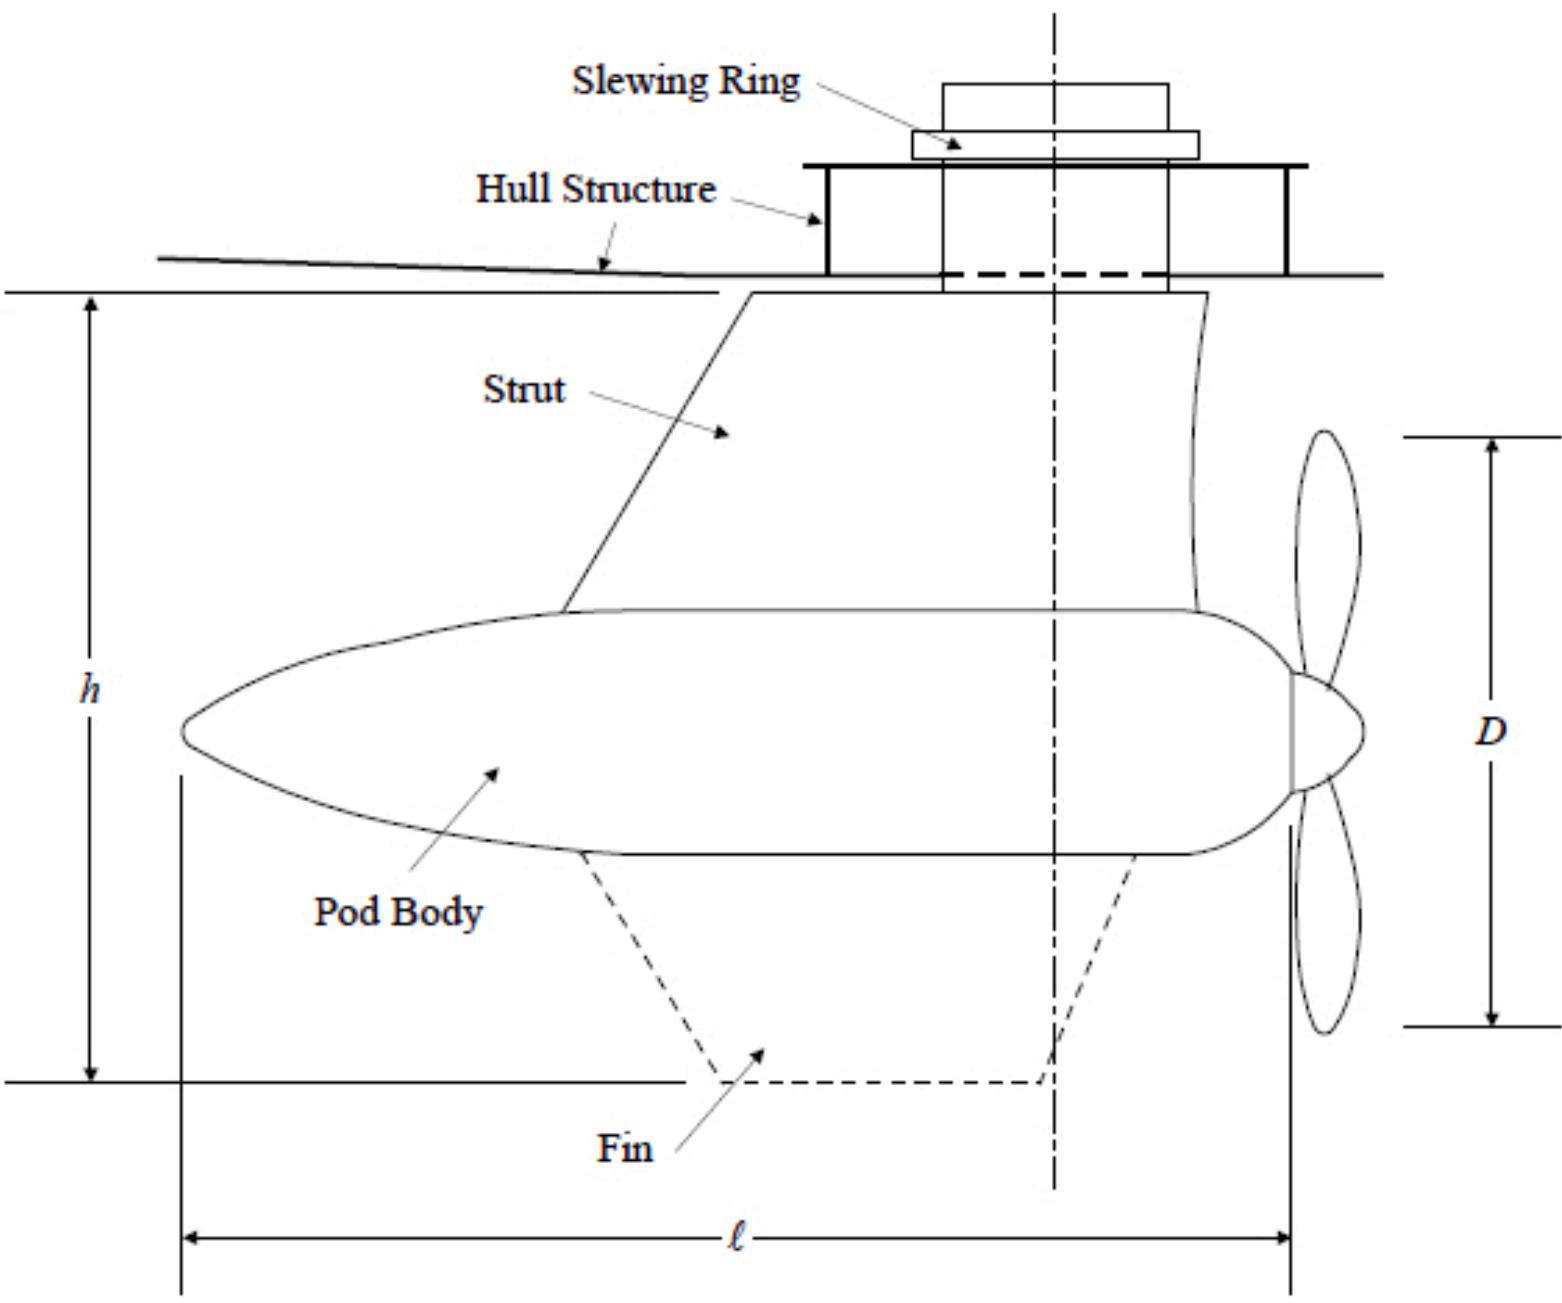 Slewing Ring
Hull Structure
Strut
h
D
Pod Body
Fin
ℓ